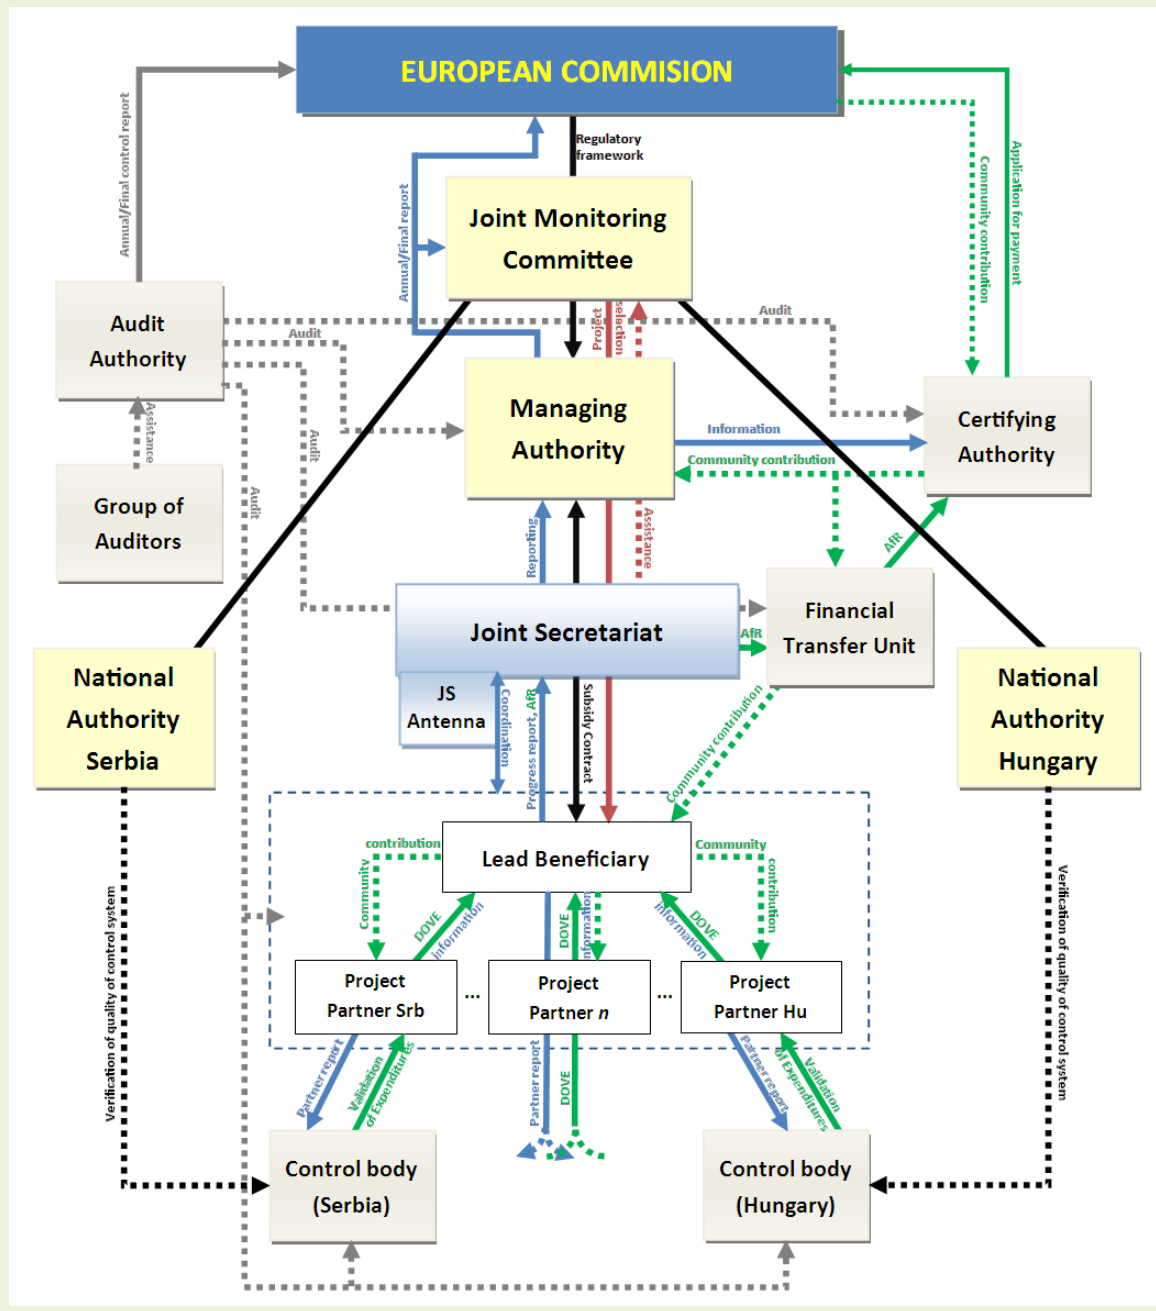 EUROPEAN COMMISION
Regulatory
framework
Annual/Final control report
Annual/Final report
Community contribution
Application for payment
Joint Monitoring
Committee
Audit
Authority
Audit
Audit
Project
selection
Managing
Authority
Information
Community contribution
Certifying
Authority
Assistance
Audit
Audit
Group of
Auditors
Reporting
Assistance
AfR
Joint Secretariat
AfR
Financial
Transfer Unit
JS
Antenna
Coordination
Progress report, AfR
Subsidy Contract
Community contribution
National
Authority
Serbia
National
Authority
Hungary
Lead Beneficiary
contribution
Community
Community
contribution
DOVE
information
DOVE
nformation
DOVE
information
Project
Partner Srb
...
Project
Partner n
...
Project
Partner Hu
Verification of quality of control system
Verification of quality of control system
Partner report
Validation
of Expenditures
Partner report
DOVE
Partner report
Validation
of Expenditures
Control body
(Serbia)
Control body
(Hungary)